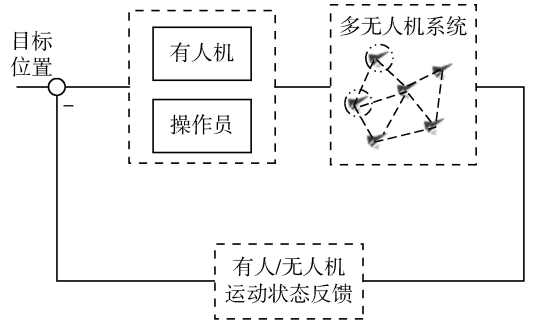 目标
位置
−
有人机
操作员
多无人机系统
有人/无人机
运动状态反馈